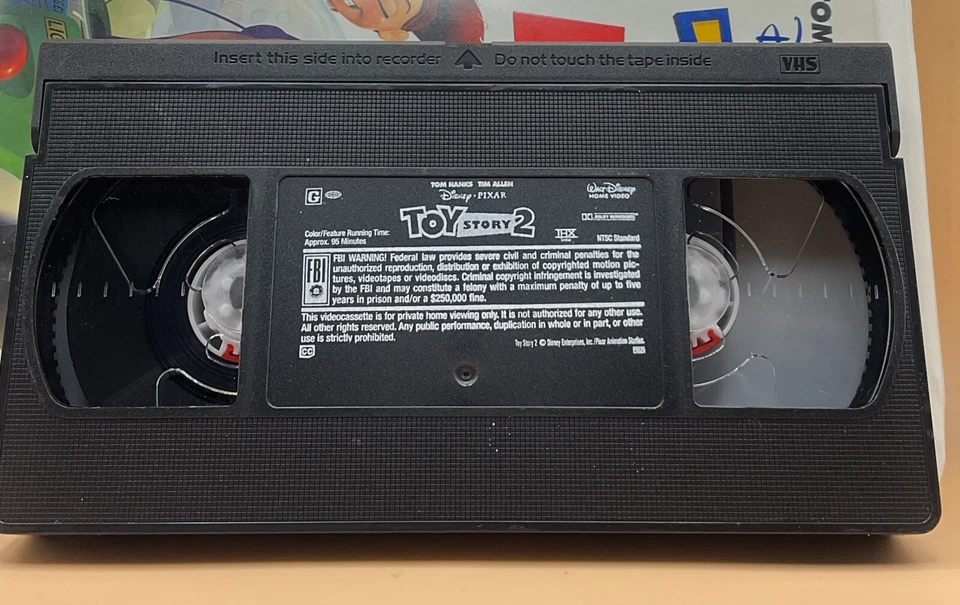 OM
Insert this side into recorder Do not touch the tape inside VHS
TOM HANKS TIM ALLEN
G
Disney · PIXAR
WALT DISNEY
HOME VIDEO
TOY STORY 2
DOLBY SURROUND
Color/Feature Running Time:
Approx. 95 Minutes
THX
NTSC Standard
FBI
FBI WARNING! Federal law provides severe civil and criminal penalties for the
unauthorized reproduction, distribution or exhibition of copyrighted motion pic-
tures, videotapes or videodiscs. Criminal copyright infringement is investigated
by the FBI and may constitute a felony with a maximum penalty of up to five
years in prison and/or a $250,000 fine.
This videocassette is for private home viewing only. It is not authorized for any other use.
All other rights reserved. Any public performance, duplication in whole or in part, or other
use is strictly prohibited.
CC
Toy Story 2 © Disney Enterprises, Inc./Pixar Animation Studios.